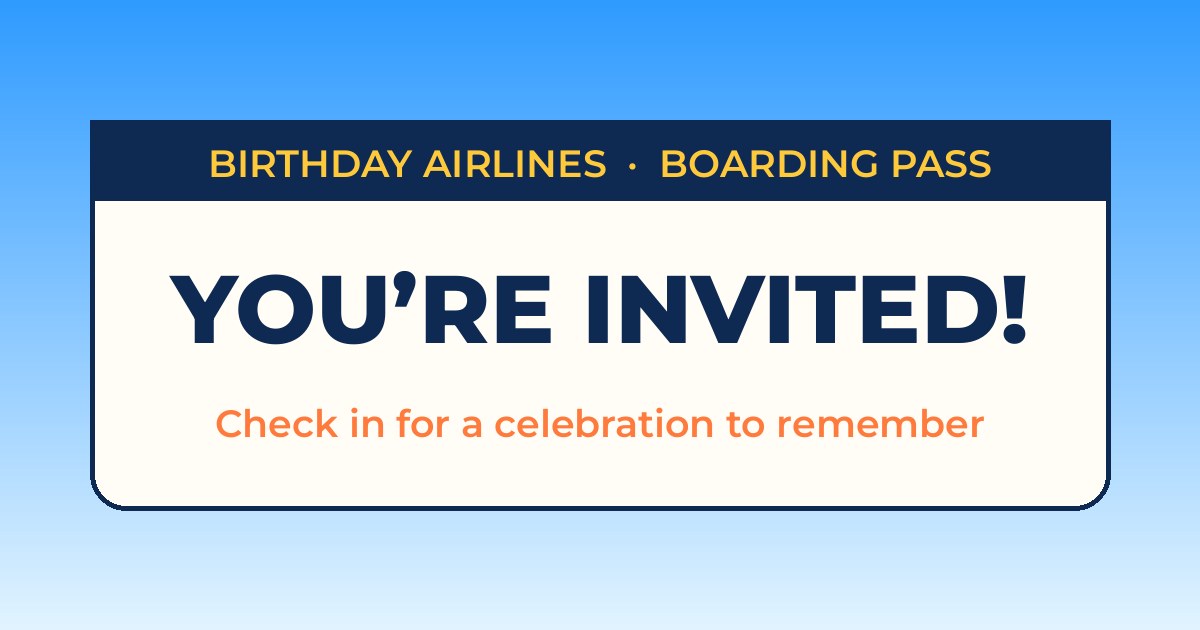 BIRTHDAY AIRLINES · BOARDING PASS
YOU’RE INVITED!
Check in for a celebration to remember